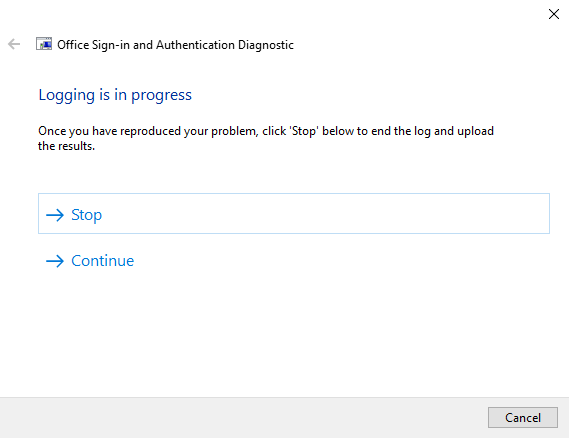 Office Sign-in and Authentication Diagnostic
Logging is in progress
Once you have reproduced your problem, click 'Stop' below to end the log and upload
the results.
Stop
Continue
Cancel